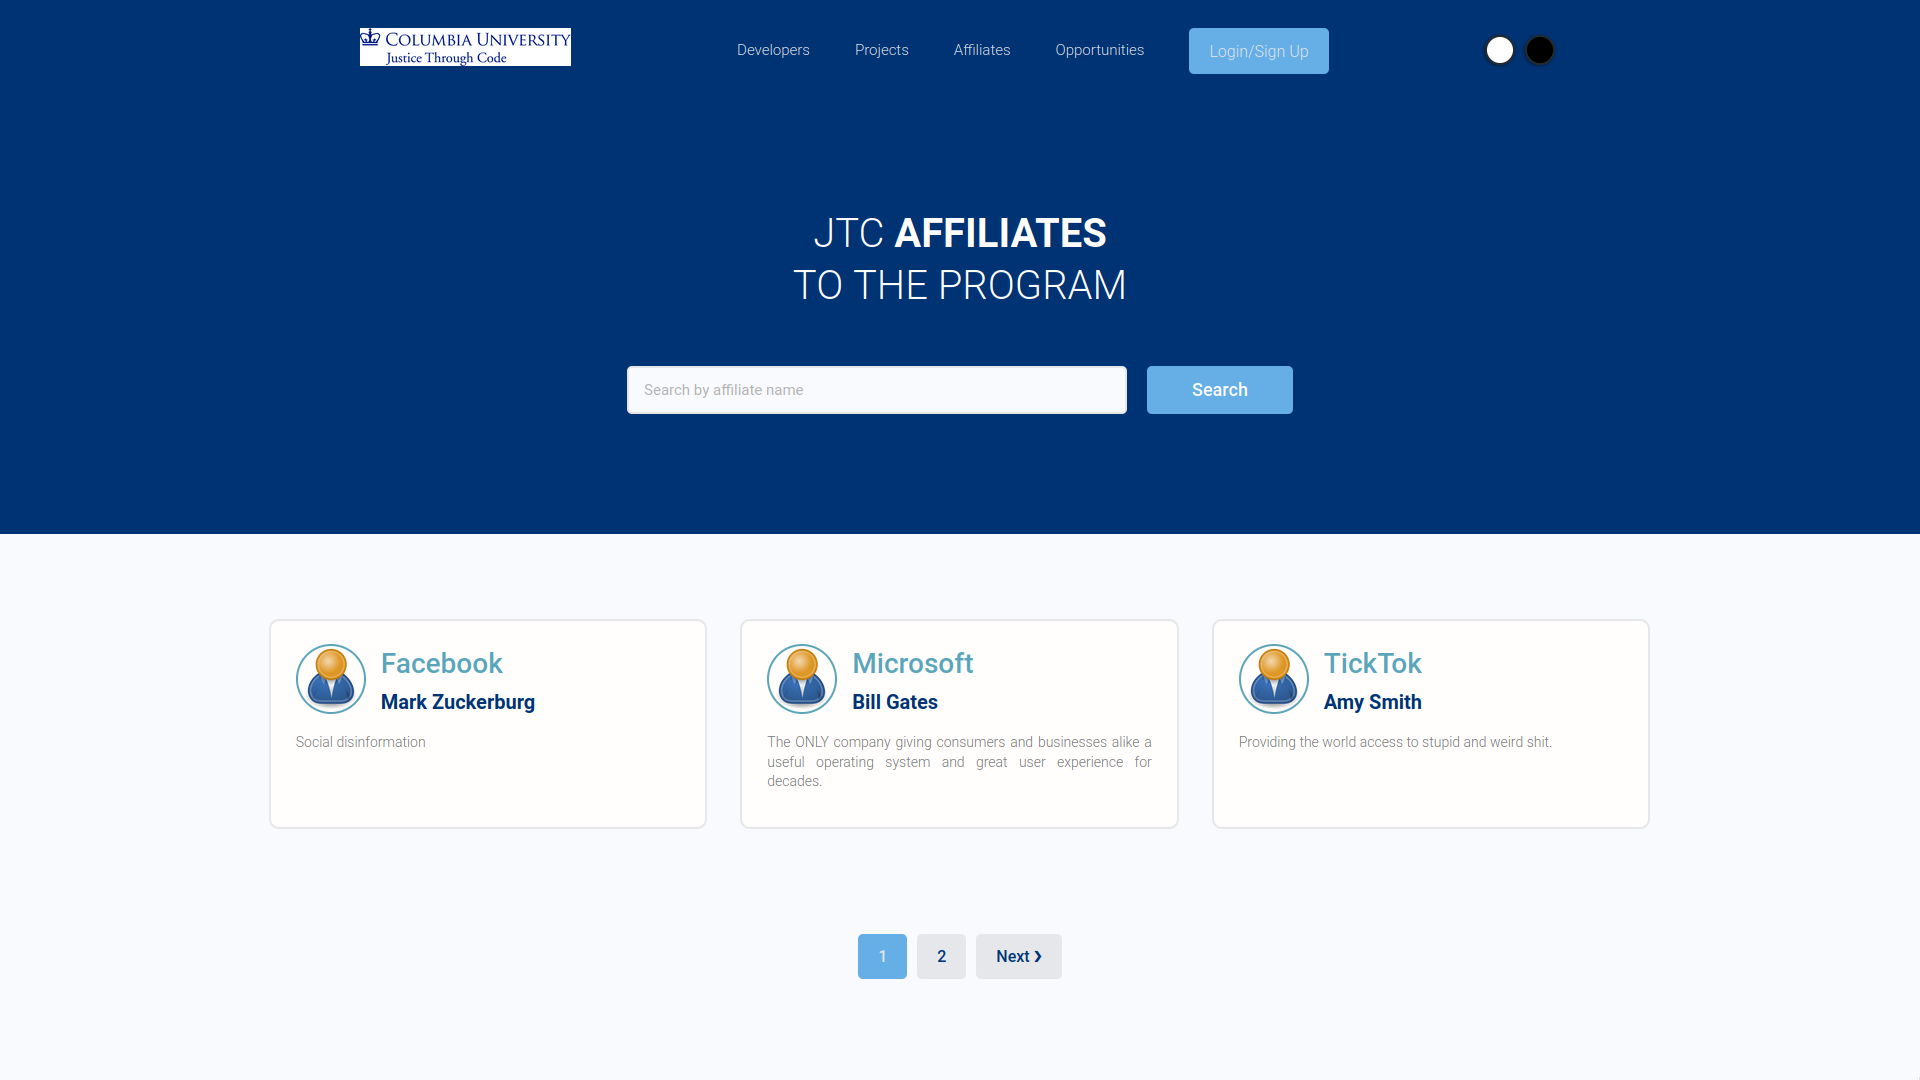 COLUMBIA UNIVERSITY
Justice Through Code
Developers
Projects
Affiliates
Opportunities
Login/Sign Up
JTC AFFILIATES
TO THE PROGRAM
Search by affiliate name
Search
Facebook
Mark Zuckerburg
Social disinformation
Microsoft
Bill Gates
The ONLY company giving consumers and businesses alike a
useful operating system and great user experience for
decades.
TickTok
Amy Smith
Providing the world access to stupid and weird shit.
1
2
Next ❯